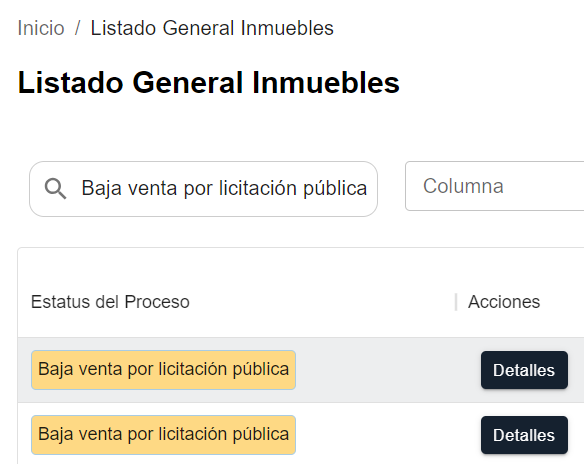 Inicio / Listado General Inmuebles
Listado General Inmuebles
Baja venta por licitación pública
Columna
Estatus del Proceso
Acciones
Baja venta por licitación pública
Detalles
Baja venta por licitación pública
Detalles